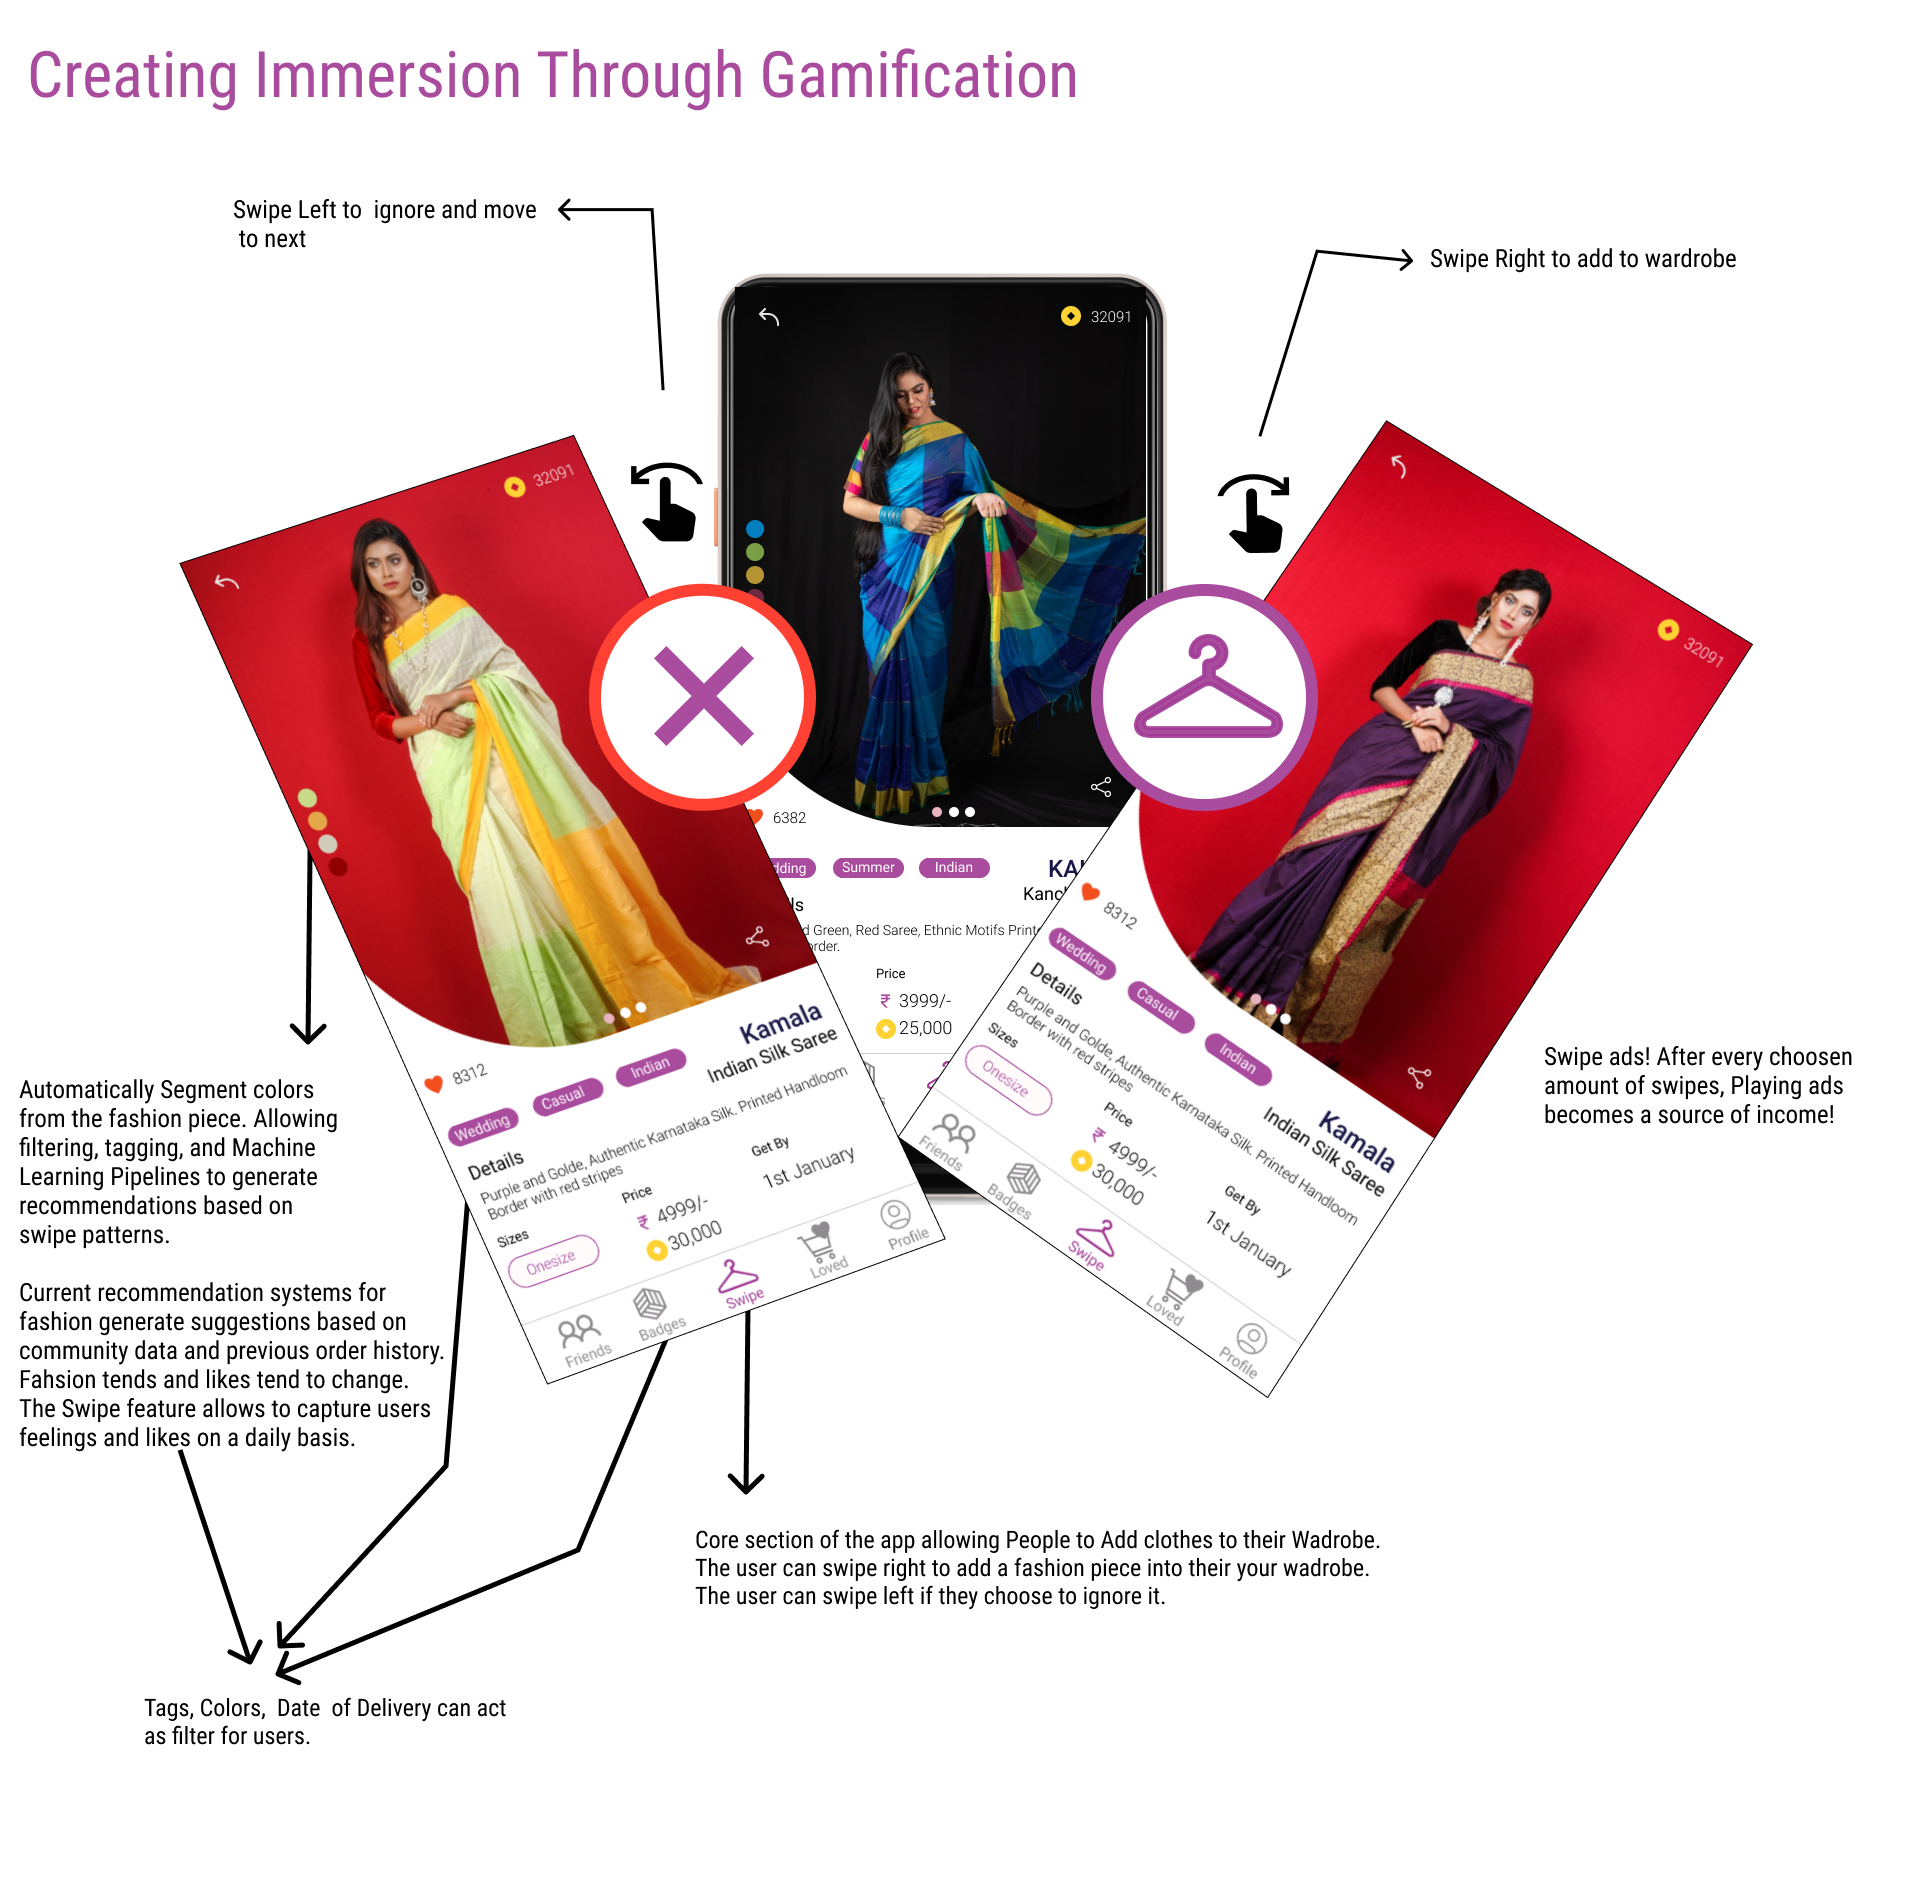 Creating Immersion Through Gamification
Swipe Left to  ignore and move
to next
Swipe Right to add to wardrobe
32091
32091
32091
6382
Summer
Indian
Green, Red Saree, Ethnic Motifs
Price
₹ 3999/-
25,000
8312
Wedding
Casual
Indian
Kamala
Indian Silk Saree
Details
Purple and Golde, Authentic Karnataka Silk. Printed Handloom
Border with red stripes
Sizes
Onesize
Price
₹ 4999/-
30,000
Get By
1st January
Friends
Badges
Swipe
Loved
Profile
8312
Wedding
Casual
Indian
Kamala
Indian Silk Saree
Details
Purple and Golde, Authentic Karnataka Silk. Printed Handloom
Border with red stripes
Sizes
Onesize
Price
₹ 4999/-
30,000
Get By
1st January
Friends
Badges
Swipe
Loved
Profile
Swipe ads! After every choosen
amount of swipes, Playing ads
becomes a source of income!
Automatically Segment colors
from the fashion piece. Allowing
filtering, tagging, and Machine
Learning Pipelines to generate
recommendations based on
swipe patterns.
Current recommendation systems for
fashion generate suggestions based on
community data and previous order history.
Fahsion tends and likes tend to change.
The Swipe feature allows to capture users
feelings and likes on a daily basis.
Core section of the app allowing People to Add clothes to their Wadrobe.
The user can swipe right to add a fashion piece into their your wadrobe.
The user can swipe left if they choose to ignore it.
Tags, Colors,  Date  of Delivery can act
as filter for users.